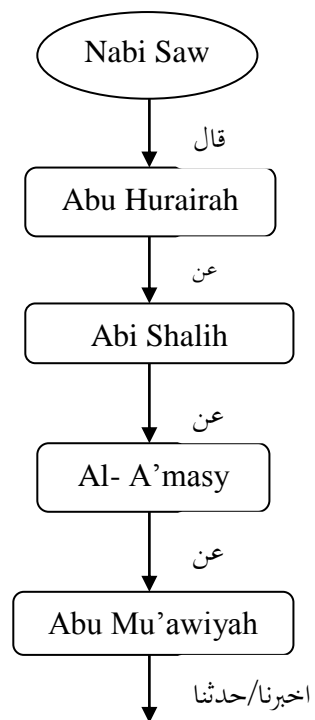 Nabi Saw
قال
Abu Hurairah
عن
Abi Shalih
عن
Al- A’masy
عن
Abu Mu’awiyah
اخبرنا/حدثنا